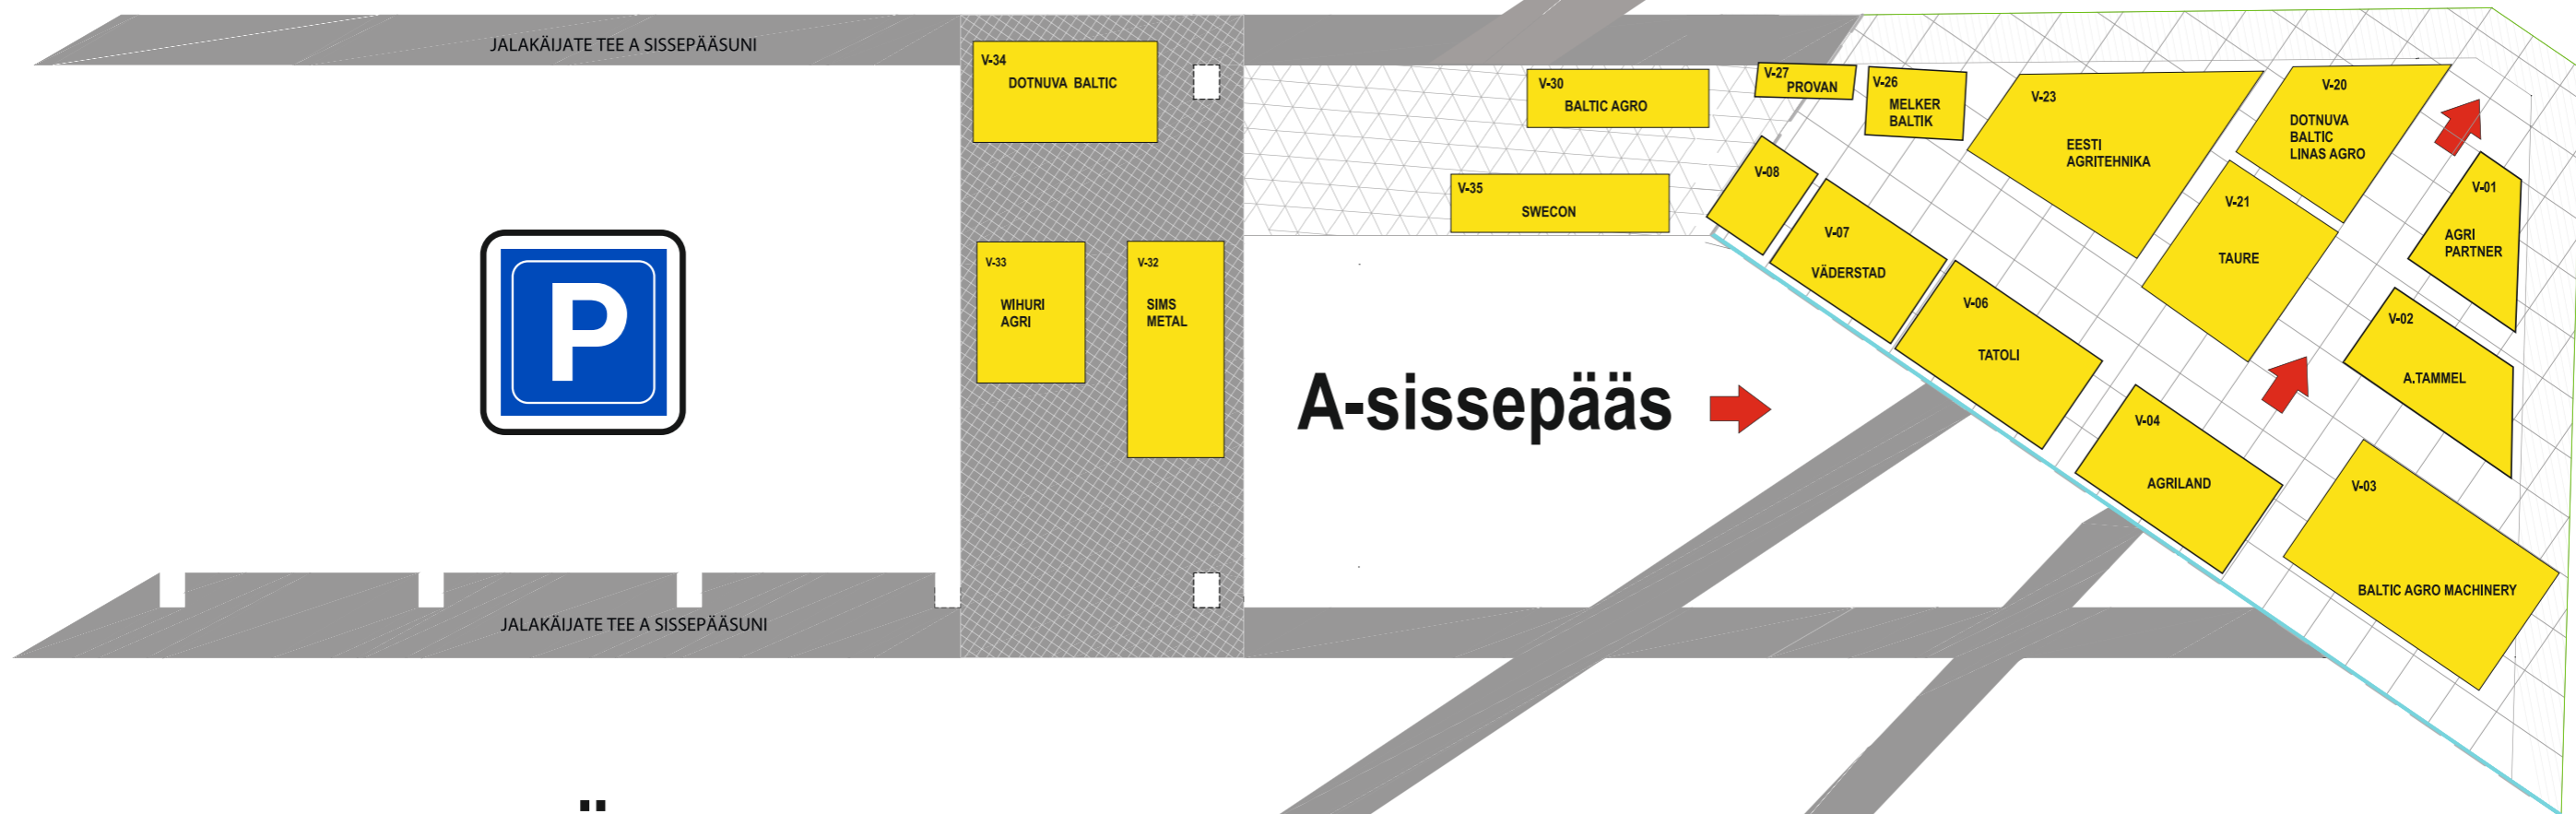 JALAKÄIJATE TEE A SISSEPÄÄSUNI
V-34
DOTNUVA BALTIC
V-33
WIHURI
AGRI
V-32
SIMS
METAL
P
V-30
BALTIC AGRO
V-35
SWECON
V-27
PROVAN
V-26
MELKER
BALTIK
V-23
EESTI
AGRITEHNIKA
V-20
DOTNUVA
BALTIC
LINAS AGRO
V-01
AGRI
PARTNER
V-21
TAURE
V-08
V-07
VÄDERSTAD
V-06
TATOLI
V-02
A.TAMMEL
V-04
AGRILAND
V-03
BALTIC AGRO MACHINERY
A-sissepääs
JALAKÄIJATE TEE A SISSEPÄÄSUNI